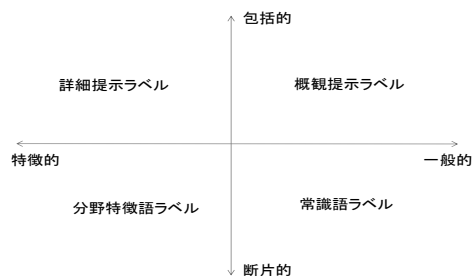 包括的
詳細提示ラベル
概観提示ラベル
特徴的
一般的
分野特徴語ラベル
常識語ラベル
断片的